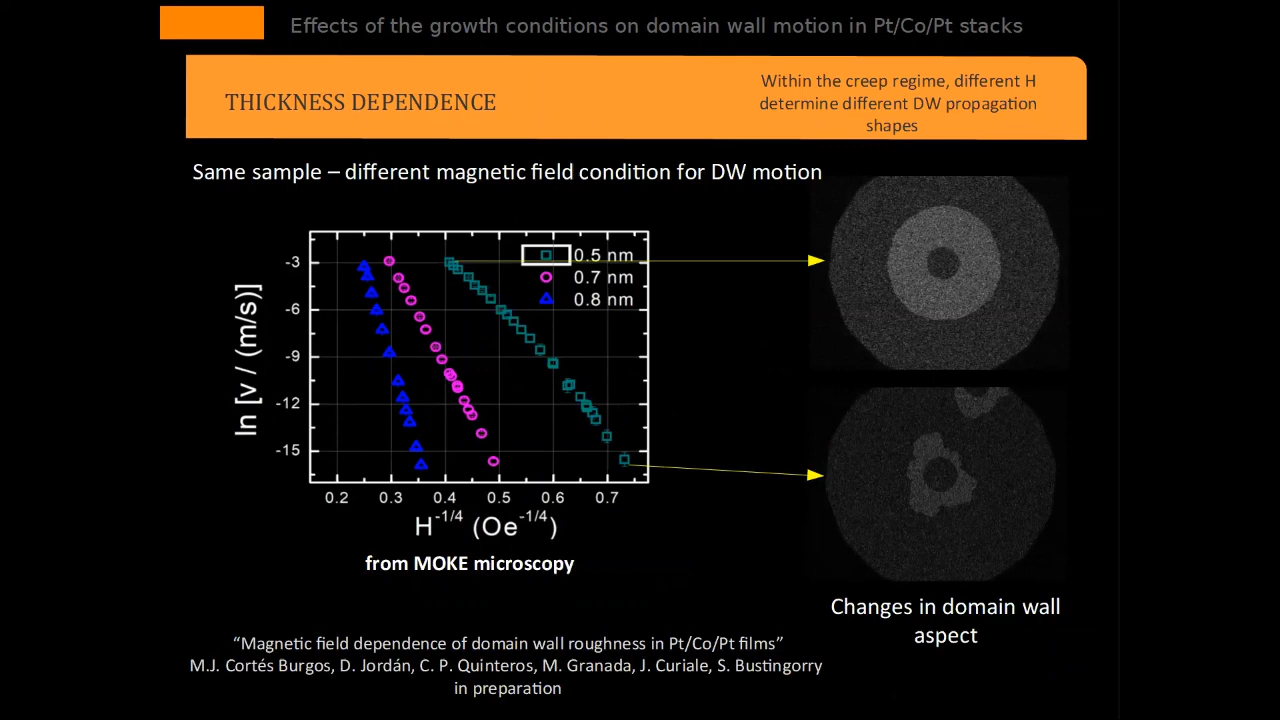 Effects of the growth conditions on domain wall motion in Pt/Co/Pt stacks
THICKNESS DEPENDENCE
Within the creep regime, different H
determine different DW propagation
shapes
Same sample – different magnetic field condition for DW motion
0.5 nm
0.7 nm
0.8 nm
-3
-6
-9
-12
-15
ln [v / (m/s)]
0.2 0.3 0.4 0.5 0.6 0.7
H^-1/4 (Oe^-1/4)
from MOKE microscopy
Changes in domain wall
aspect
“Magnetic field dependence of domain wall roughness in Pt/Co/Pt films”
M.J. Cortés Burgos, D. Jordán, C. P. Quinteros, M. Granada, J. Curiale, S. Bustingorry
in preparation